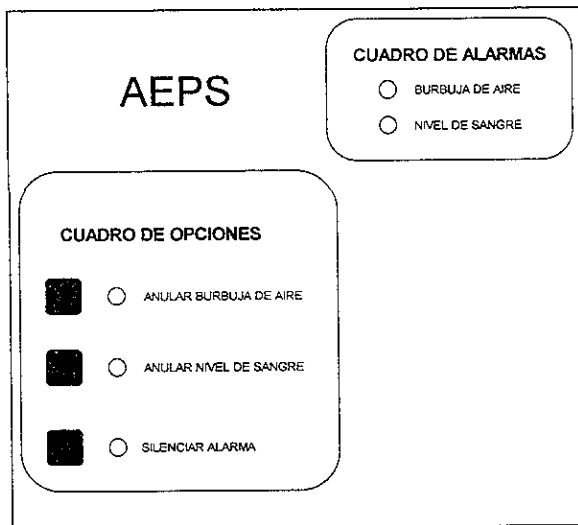 AEPS
CUADRO DE ALARMAS
BURBUJA DE AIRE
NIVEL DE SANGRE
CUADRO DE OPCIONES
ANULAR BURBUJA DE AIRE
ANULAR NIVEL DE SANGRE
SILENCIAR ALARMA